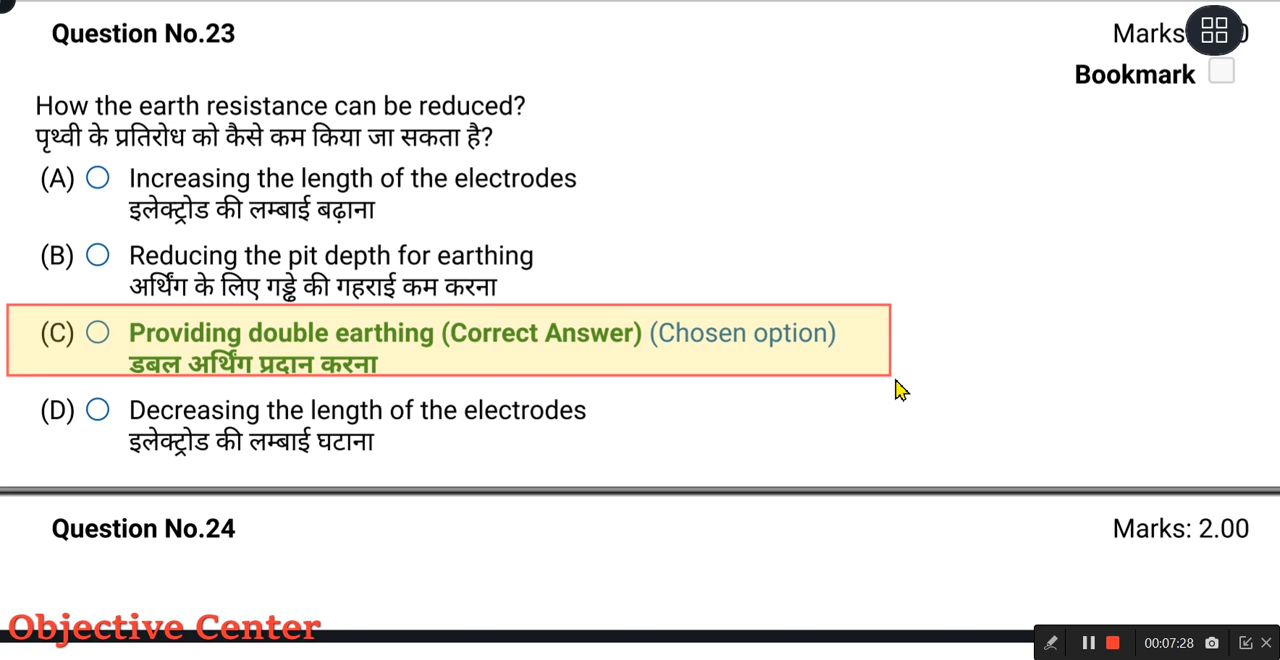 Question No.23
Marks
Bookmark
How the earth resistance can be reduced?
पृथ्वी के प्रतिरोध को कैसे कम किया जा सकता है?
(A) Increasing the length of the electrodes
इलेक्ट्रोड की लम्बाई बढ़ाना
(B) Reducing the pit depth for earthing
अर्थिंग के लिए गड्ढे की गहराई कम करना
(C) Providing double earthing (Correct Answer) (Chosen option)
डबल अर्थिंग प्रदान करना
(D) Decreasing the length of the electrodes
इलेक्ट्रोड की लम्बाई घटाना
Question No.24
Marks: 2.00
Objective Center
00:07:28